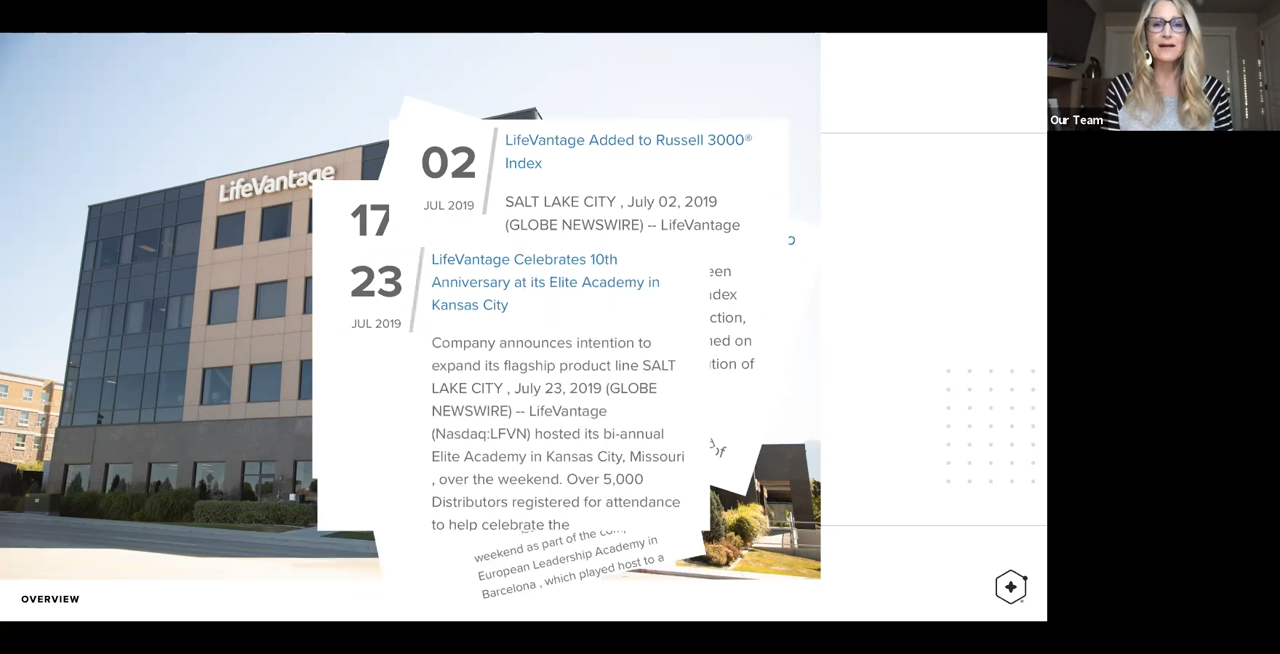 Our Team
LifeVantage
02
JUL 2019
LifeVantage Added to Russell 3000®
Index
SALT LAKE CITY , July 02, 2019
(GLOBE NEWSWIRE) -- LifeVantage
17
23
JUL 2019
LifeVantage Celebrates 10th
Anniversary at its Elite Academy in
Kansas City
Company announces intention to
expand its flagship product line SALT
LAKE CITY , July 23, 2019 (GLOBE
NEWSWIRE) -- LifeVantage
(Nasdaq:LFVN) hosted its bi-annual
Elite Academy in Kansas City, Missouri
, over the weekend. Over 5,000
Distributors registered for attendance
to help celebrate the
een
ction,
ned on
tion of
of
weekend as part of the
European Leadership Academy in
Barcelona , which played host to a
OVERVIEW